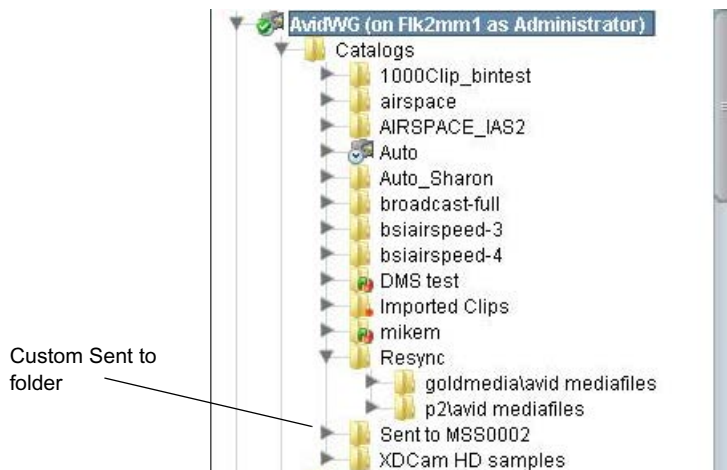 AvidWG (on Flk2mm1 as Administrator)
Catalogs
1000Clip_bintest
airspace
AIRSPACE_IAS2
Auto
Auto_Sharon
broadcast-full
bsiairspeed-3
bsiairspeed-4
DMS test
Imported Clips
mikem
Resync
goldmedia\avid mediafiles
p2\avid mediafiles
Sent to MSS0002
XDCam HD samples
Custom Sent to
folder